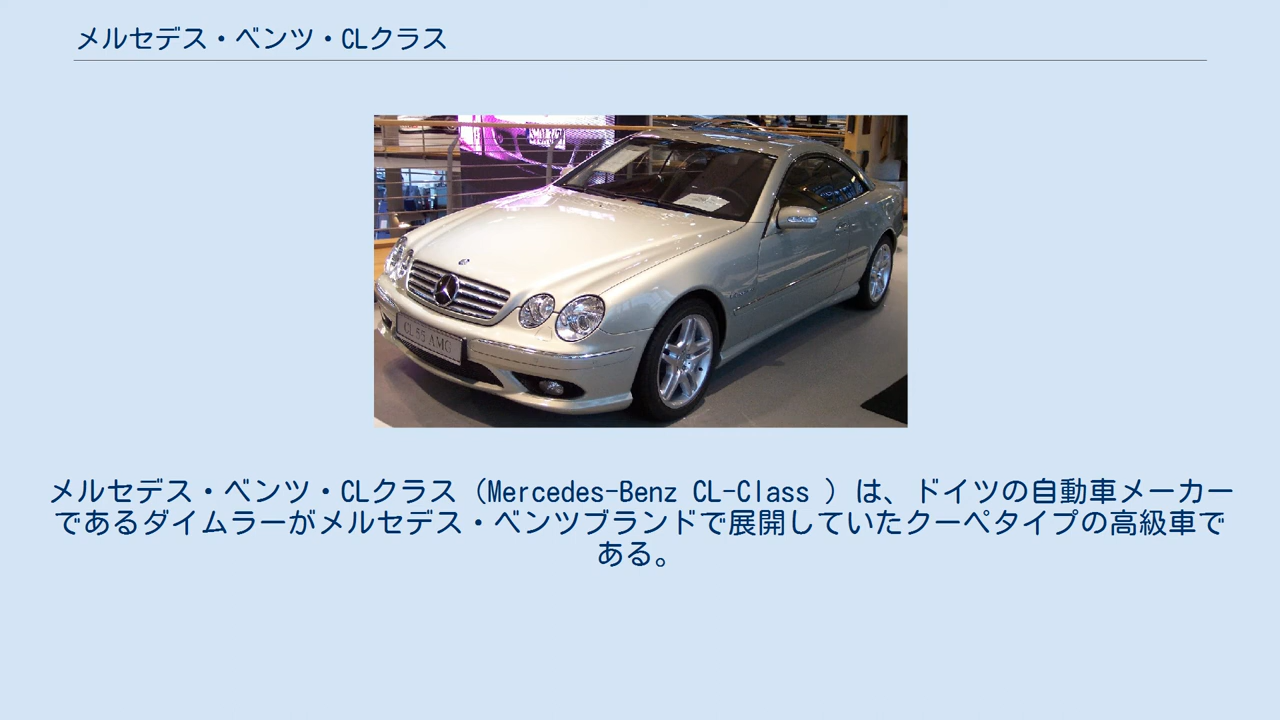 メルセデス・ベンツ・CLクラス
CL 55 AMG
メルセデス・ベンツ・CLクラス（Mercedes-Benz CL-Class ）は、ドイツの自動車メーカー
であるダイムラーがメルセデス・ベンツブランドで展開していたクーペタイプの高級車で
ある。